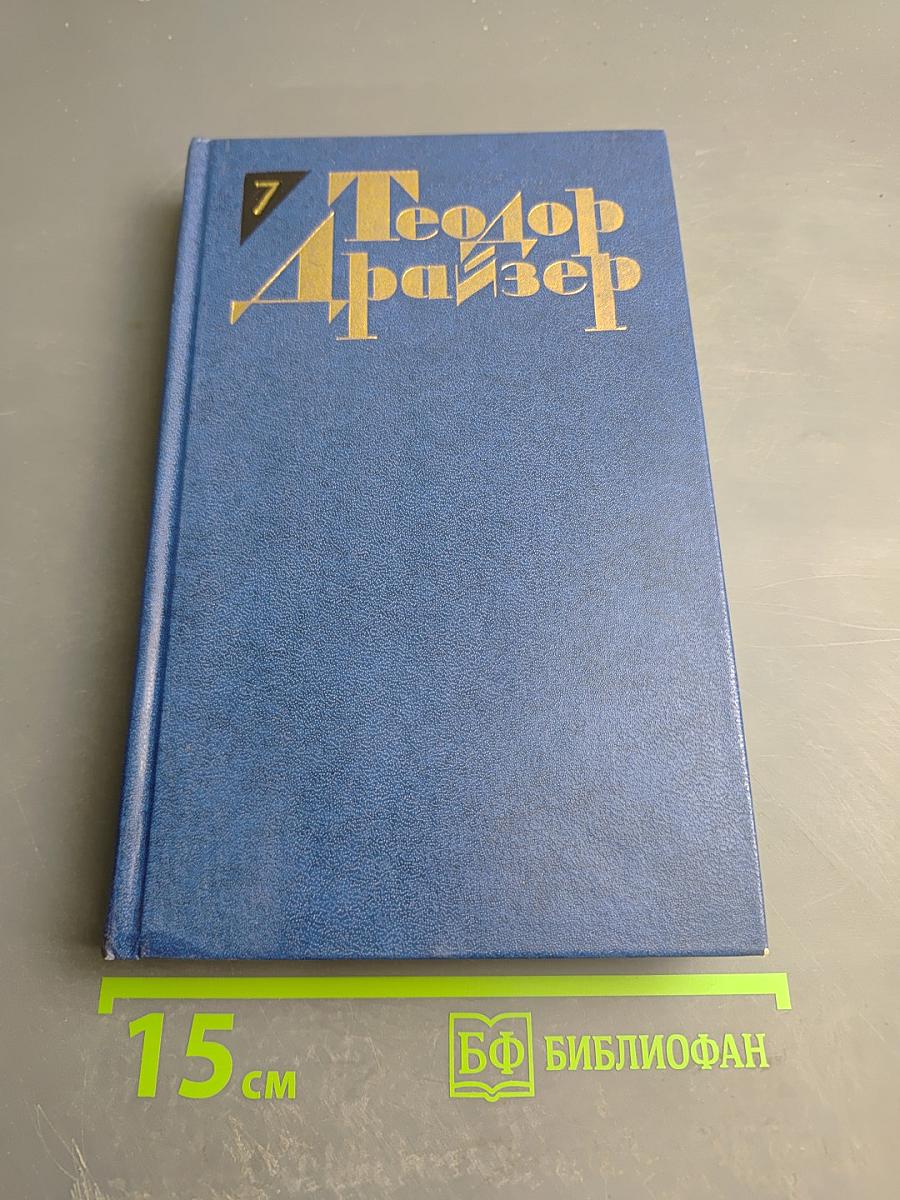 7
Теодор
Драйзер
15 см
БФ БИБЛИОФАН